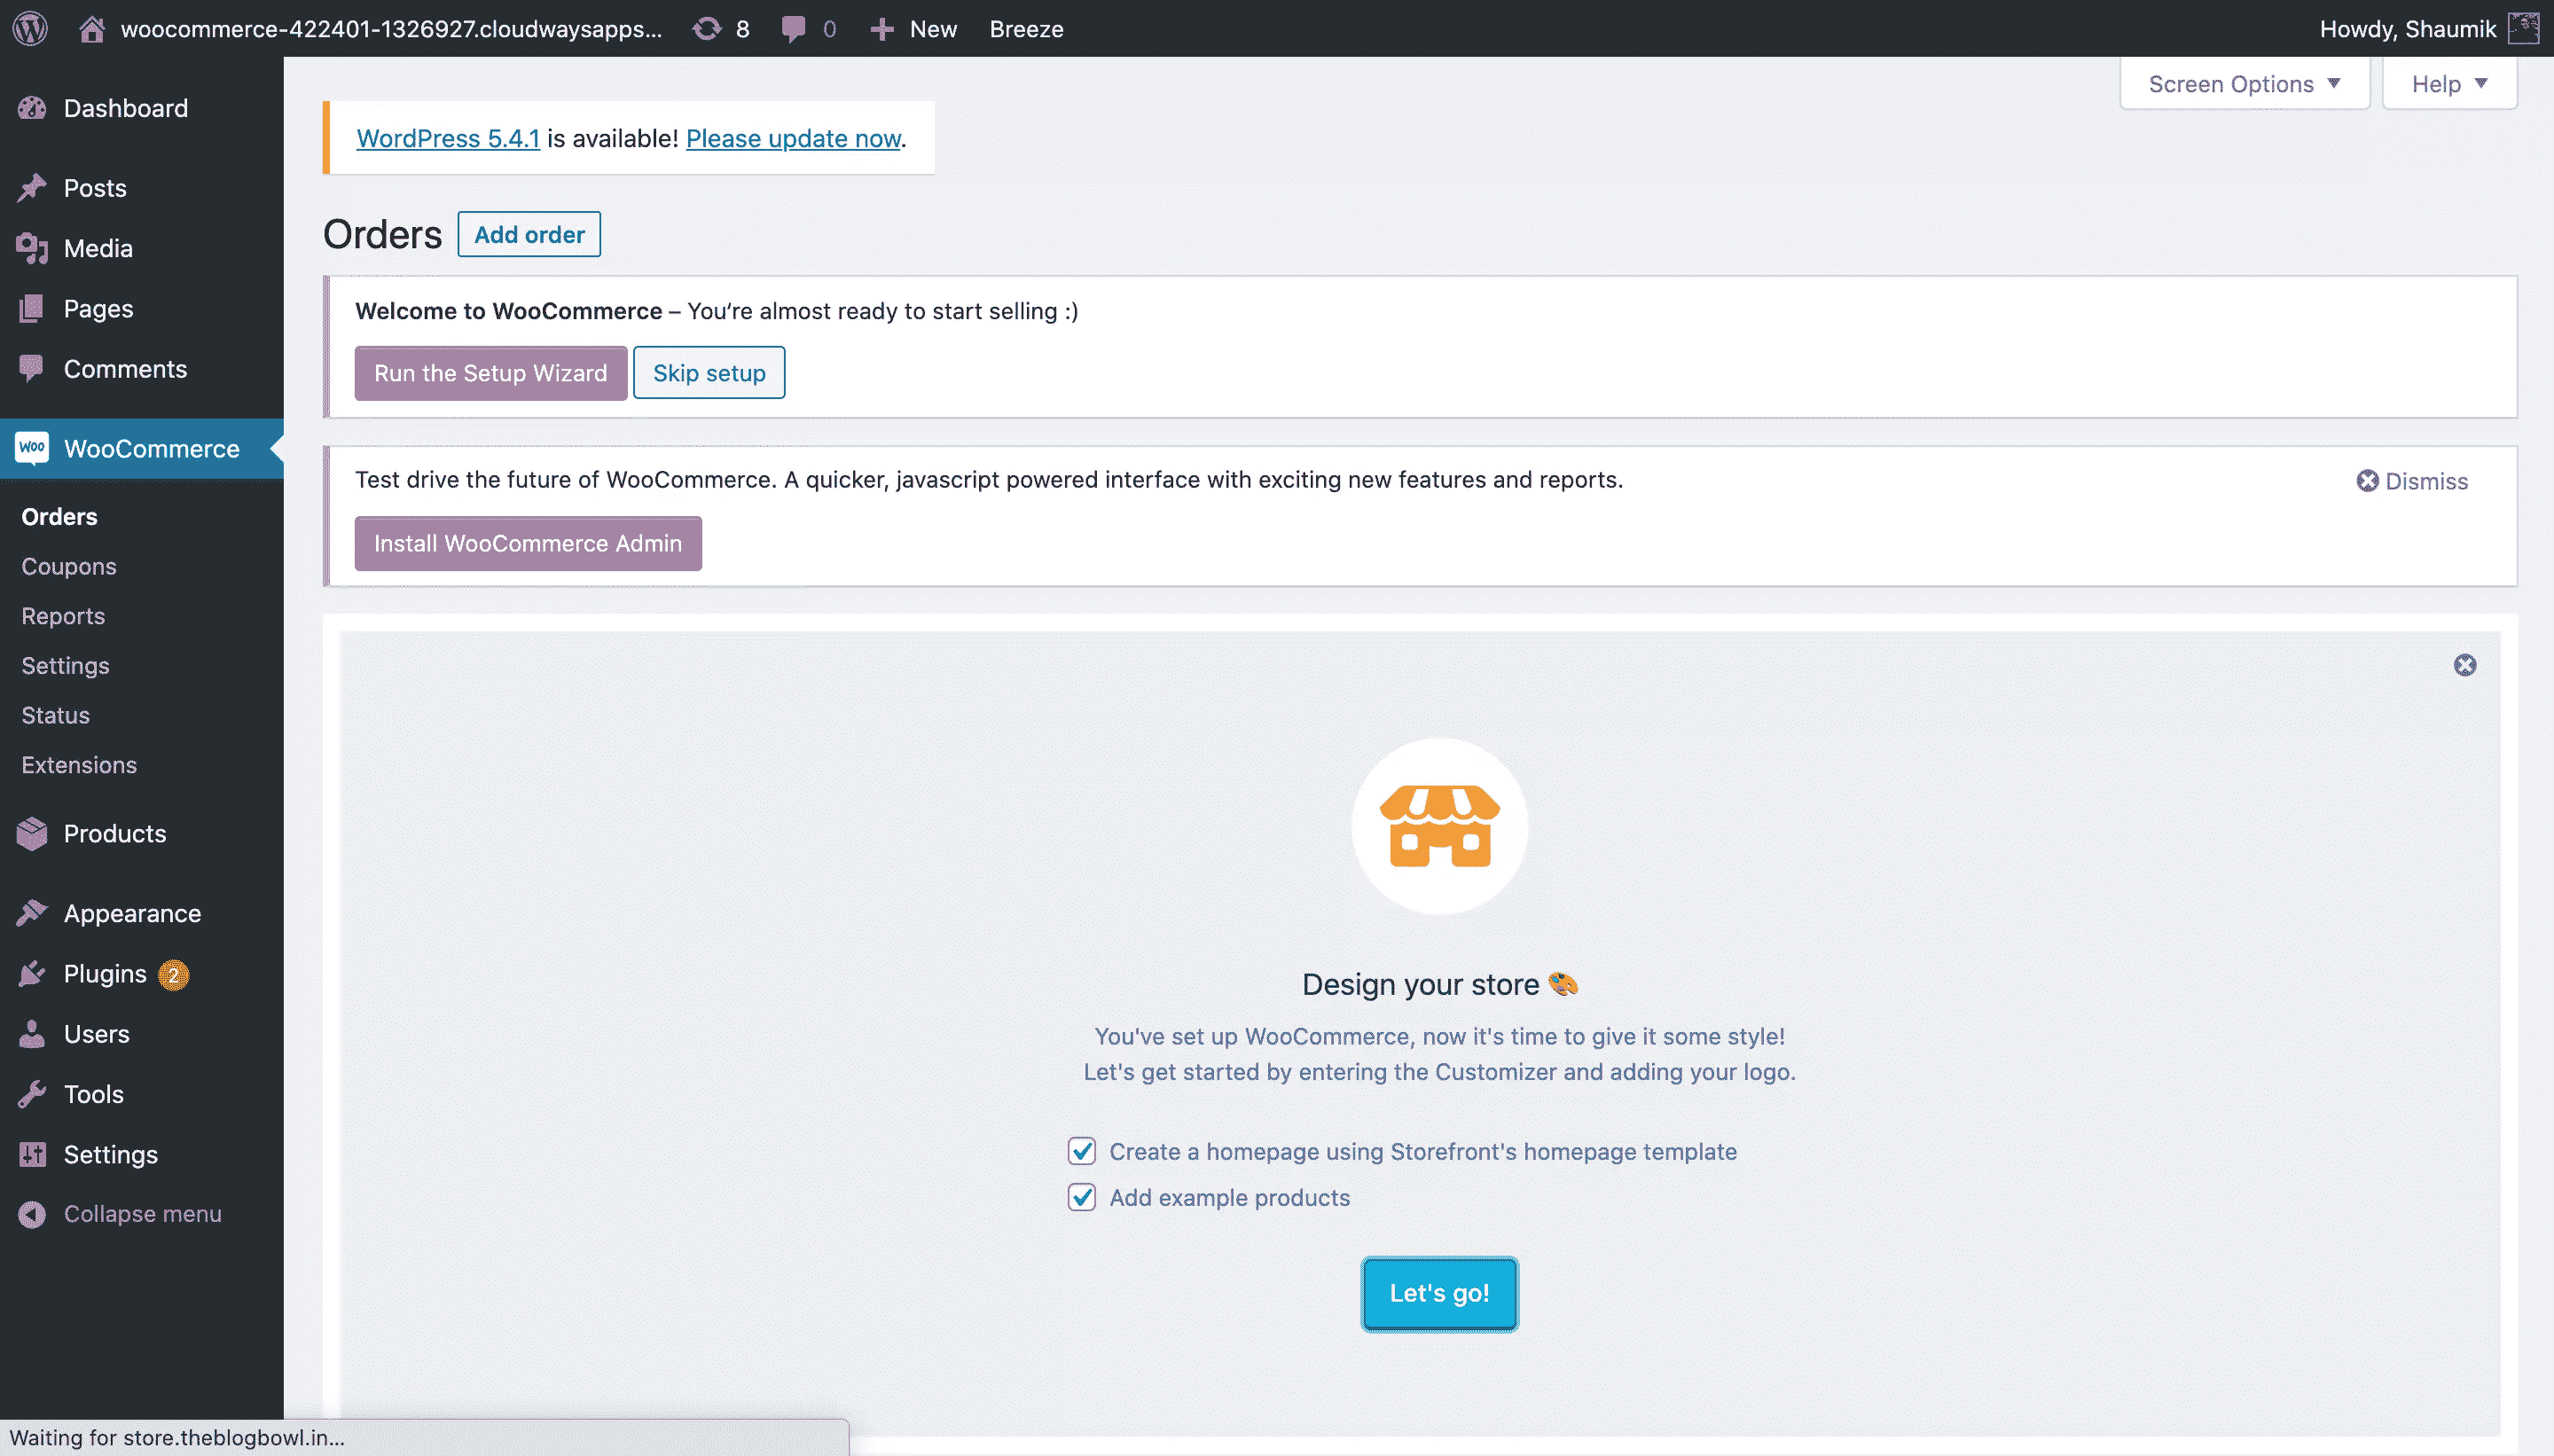 woocommerce-422401-1326927.cloudwaysapps... 8 0 New Breeze Howdy, Shaumik
Screen Options Help
Dashboard
Posts
Media
Pages
Comments
Woo WooCommerce
Orders
Coupons
Reports
Settings
Status
Extensions
Products
Appearance
Plugins 2
Users
Tools
Settings
Collapse menu
WordPress 5.4.1 is available! Please update now.
Orders Add order
Welcome to WooCommerce – You‘re almost ready to start selling :)
Run the Setup Wizard Skip setup
Test drive the future of WooCommerce. A quicker, javascript powered interface with exciting new features and reports. Dismiss
Install WooCommerce Admin
Design your store 🎨
You've set up WooCommerce, now it's time to give it some style!
Let's get started by entering the Customizer and adding your logo.
Create a homepage using Storefront's homepage template
Add example products
Let's go!
Waiting for store.theblogbowl.in...